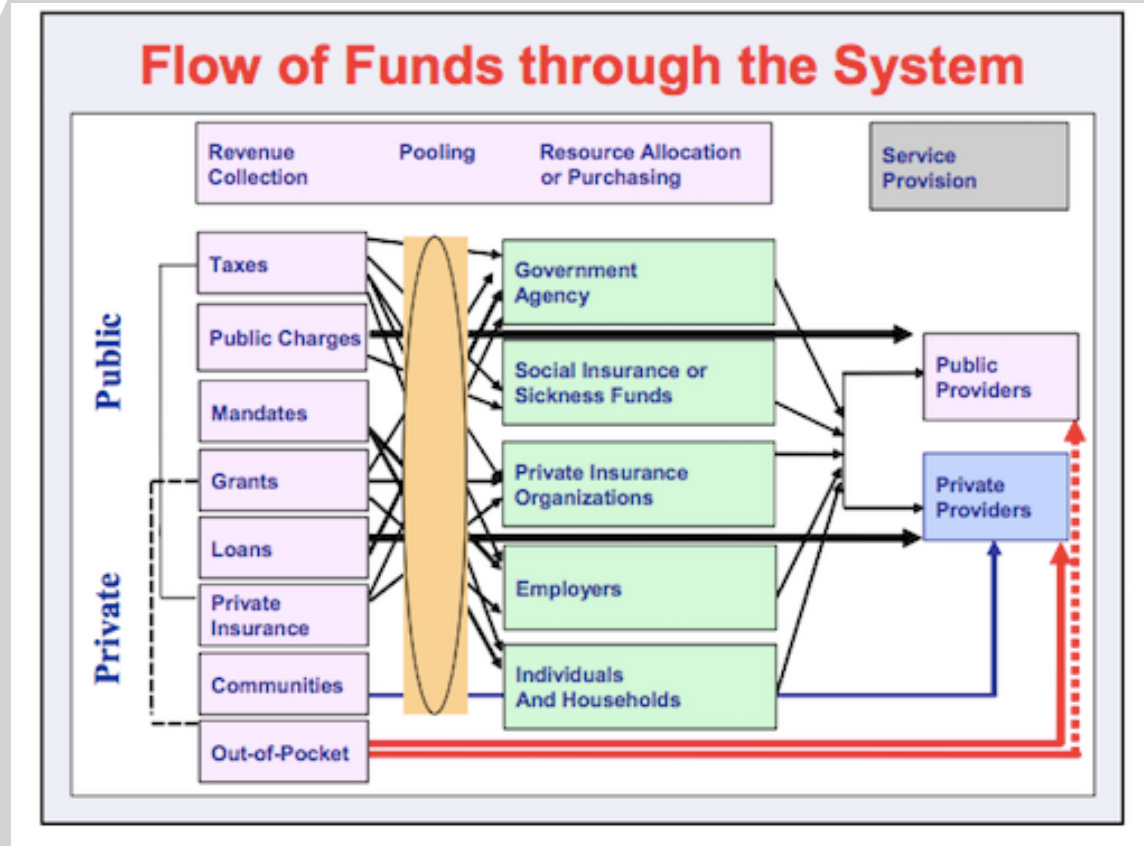 Flow of Funds through the System
Revenue
Collection
Pooling
Resource Allocation
or Purchasing
Service
Provision
Public
Private
Taxes
Public Charges
Mandates
Grants
Loans
Private
Insurance
Communities
Out-of-Pocket
Government
Agency
Social Insurance or
Sickness Funds
Private Insurance
Organizations
Employers
Individuals
And Households
Public
Providers
Private
Providers